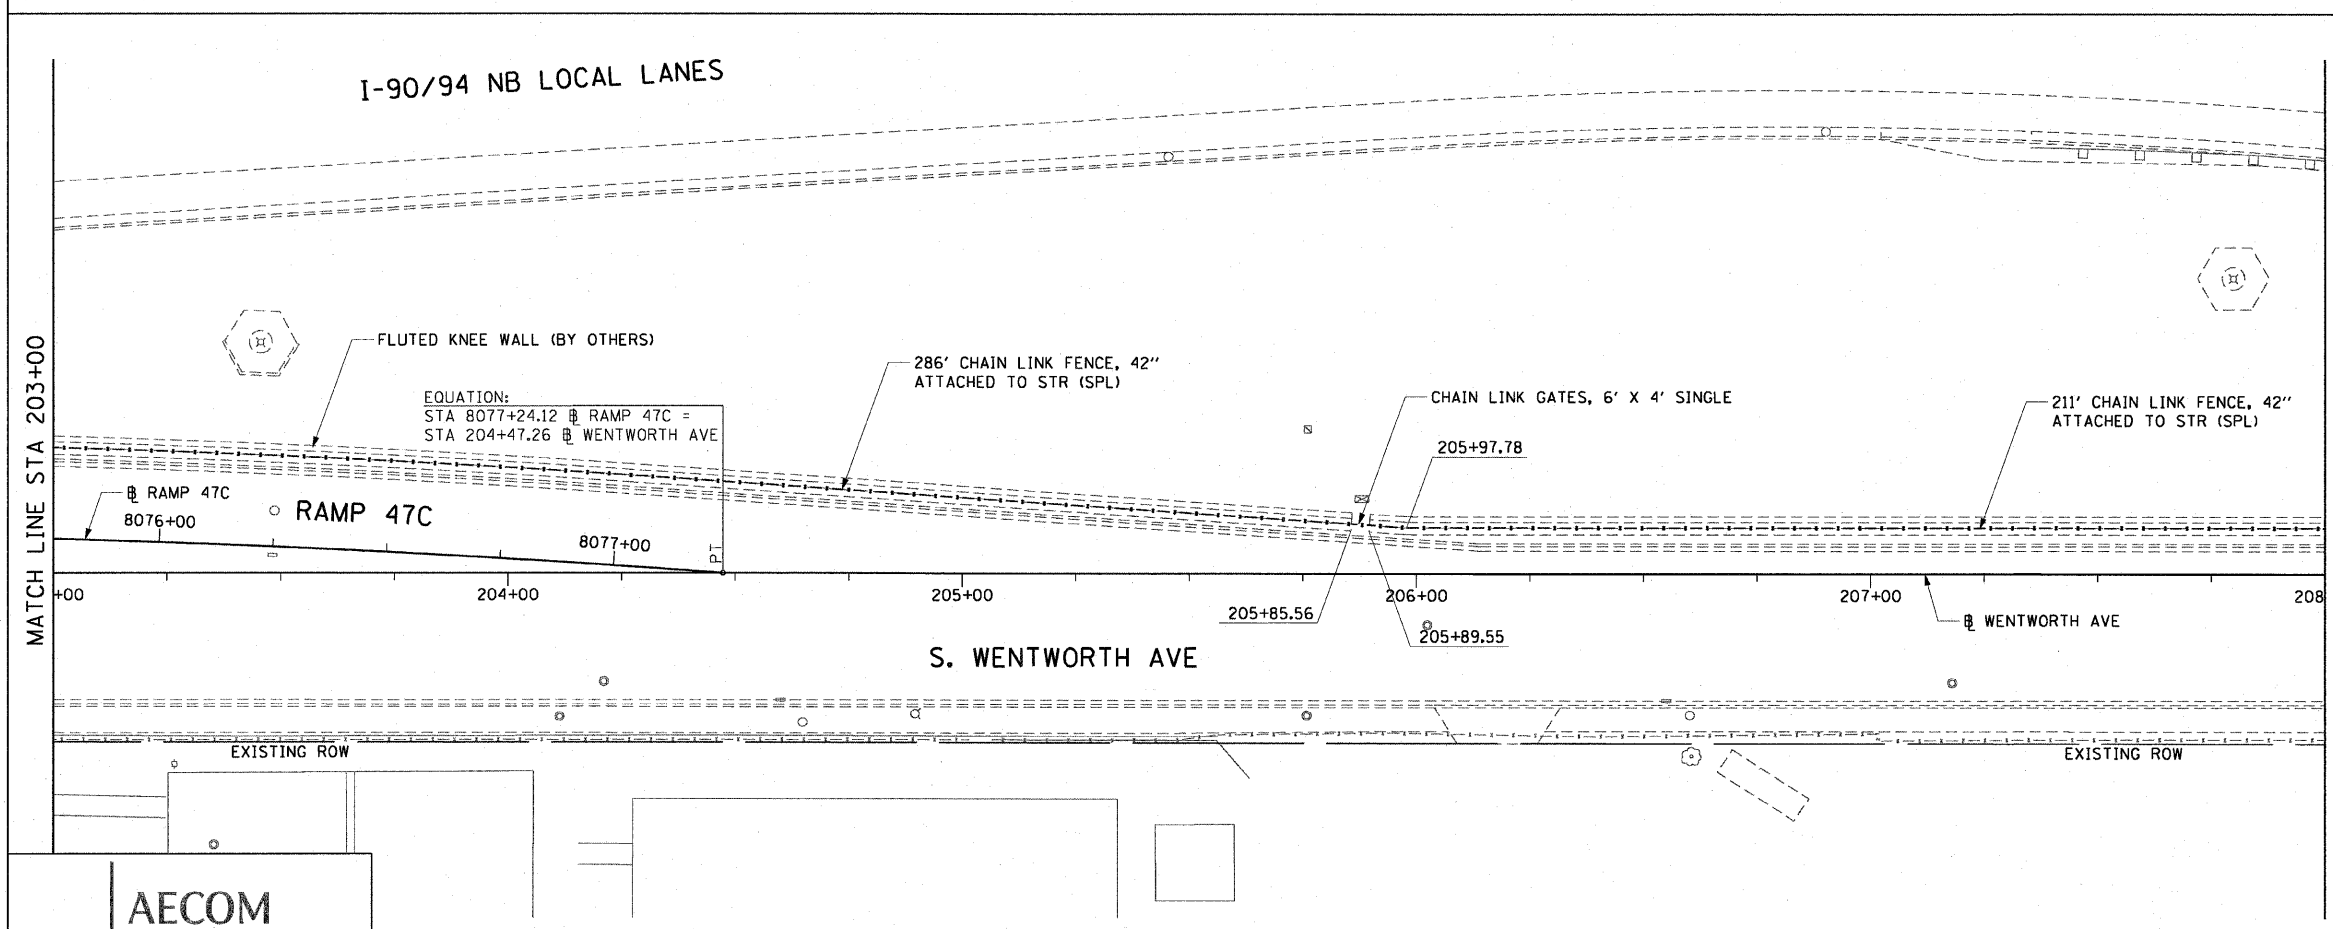 I-90/94 NB LOCAL LANES
MATCH LINE STA 203+00
FLUTED KNEE WALL (BY OTHERS)
286' CHAIN LINK FENCE, 42"
ATTACHED TO STR (SPL)
EQUATION:
STA 8077+24.12 ℄ RAMP 47C =
STA 204+47.26 ℄ WENTWORTH AVE
CHAIN LINK GATES, 6' X 4' SINGLE
211' CHAIN LINK FENCE, 42"
ATTACHED TO STR (SPL)
205+97.78
℄ RAMP 47C
8076+00
RAMP 47C
8077+00
PT
+00
204+00
205+00
206+00
207+00
208
205+85.56
205+89.55
℄ WENTWORTH AVE
S. WENTWORTH AVE
EXISTING ROW
EXISTING ROW
AECOM